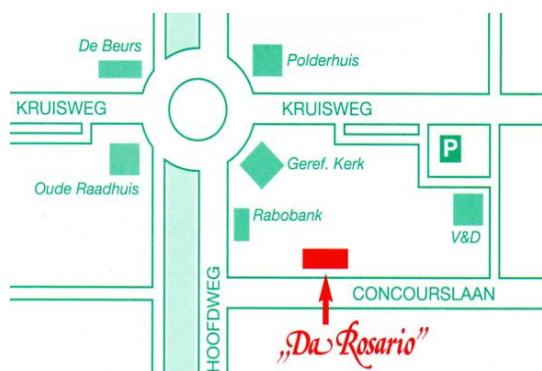 De Beurs
Polderhuis
KRUISWEG
KRUISWEG
P
Geref. Kerk
Oude Raadhuis
Rabobank
V&D
HOOFDWEG
CONCOURSLAAN
„Da Rosario”